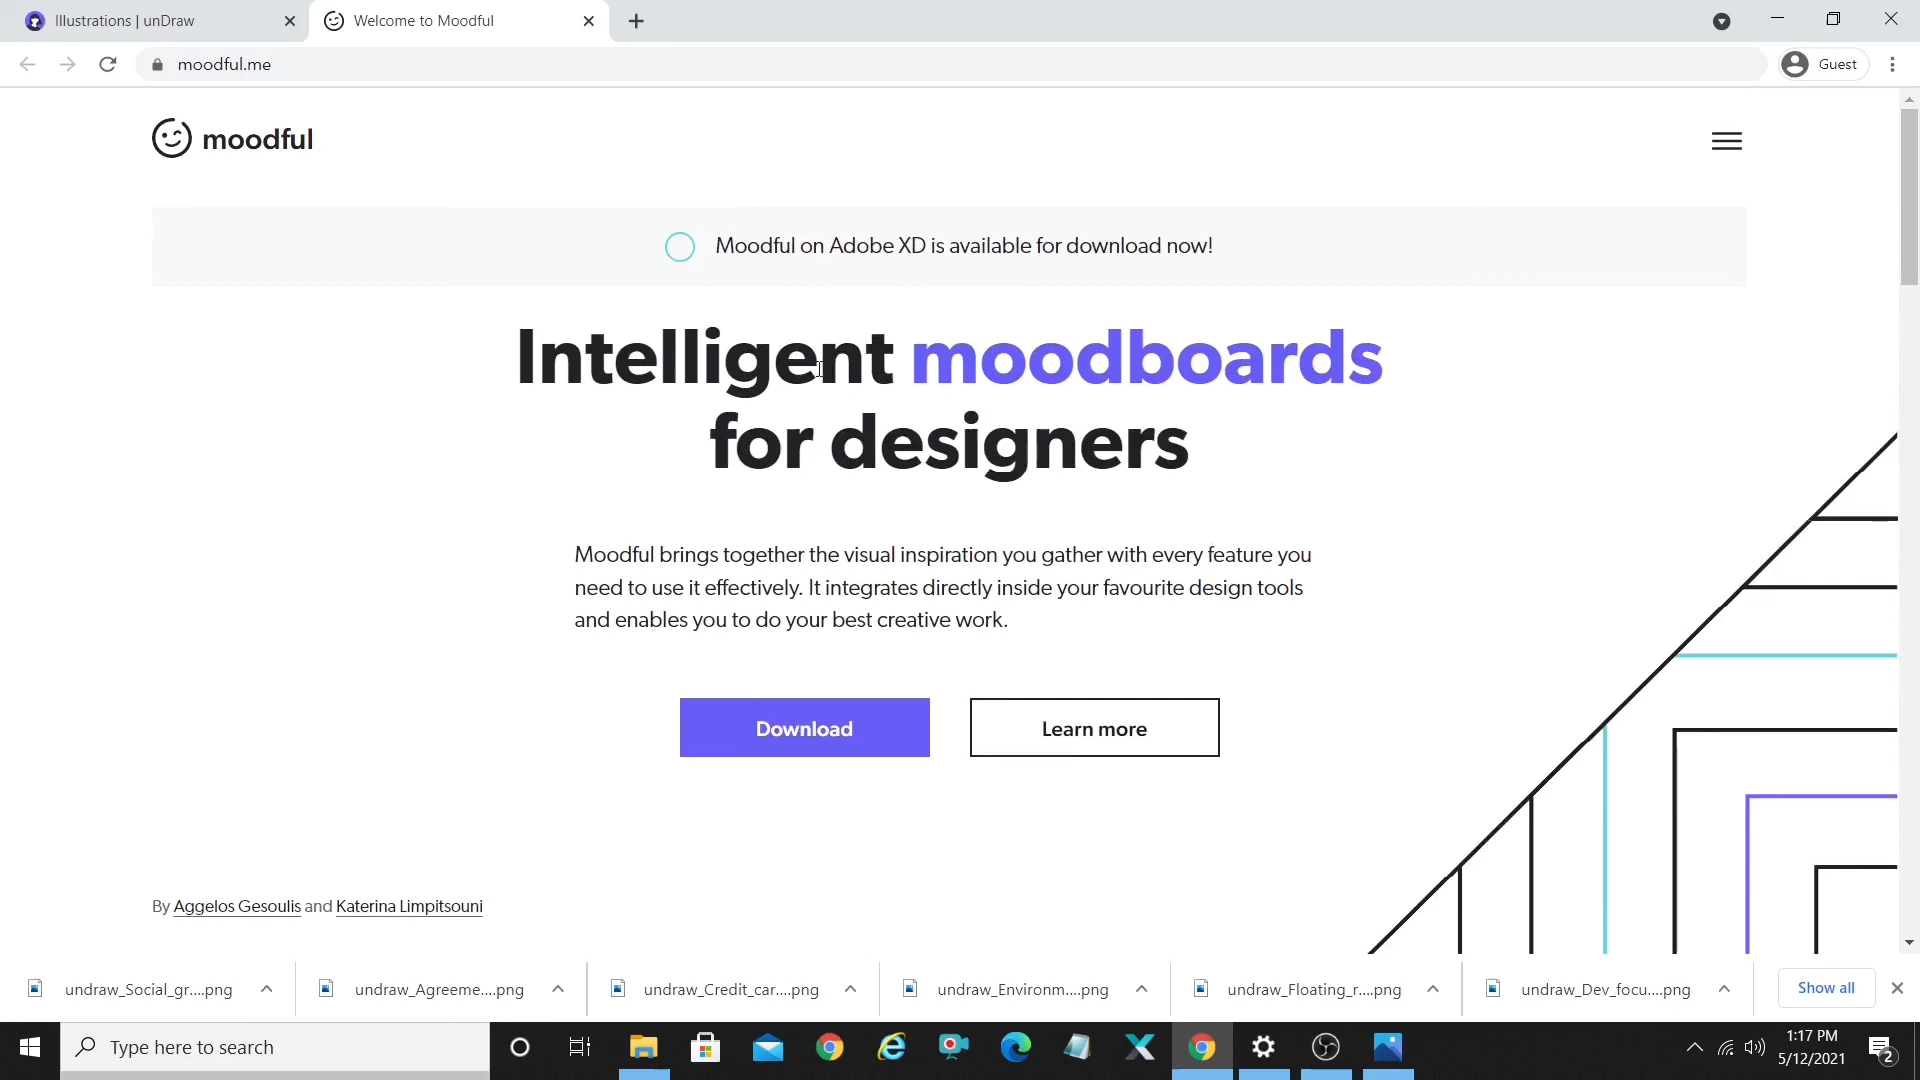 Illustrations | unDraw
Welcome to Moodful
moodful.me
Guest
moodful
Moodful on Adobe XD is available for download now!
Intelligent moodboards
for designers
Moodful brings together the visual inspiration you gather with every feature you
need to use it effectively. It integrates directly inside your favourite design tools
and enables you to do your best creative work.
Download
Learn more
By Aggelos Gesoulis and Katerina Limpitsouni
undraw_Social_gr....png
undraw_Agreeme....png
undraw_Credit_car....png
undraw_Environm....png
undraw_Floating_r....png
undraw_Dev_focu....png
Show all
Type here to search
1:17 PM
5/12/2021
2